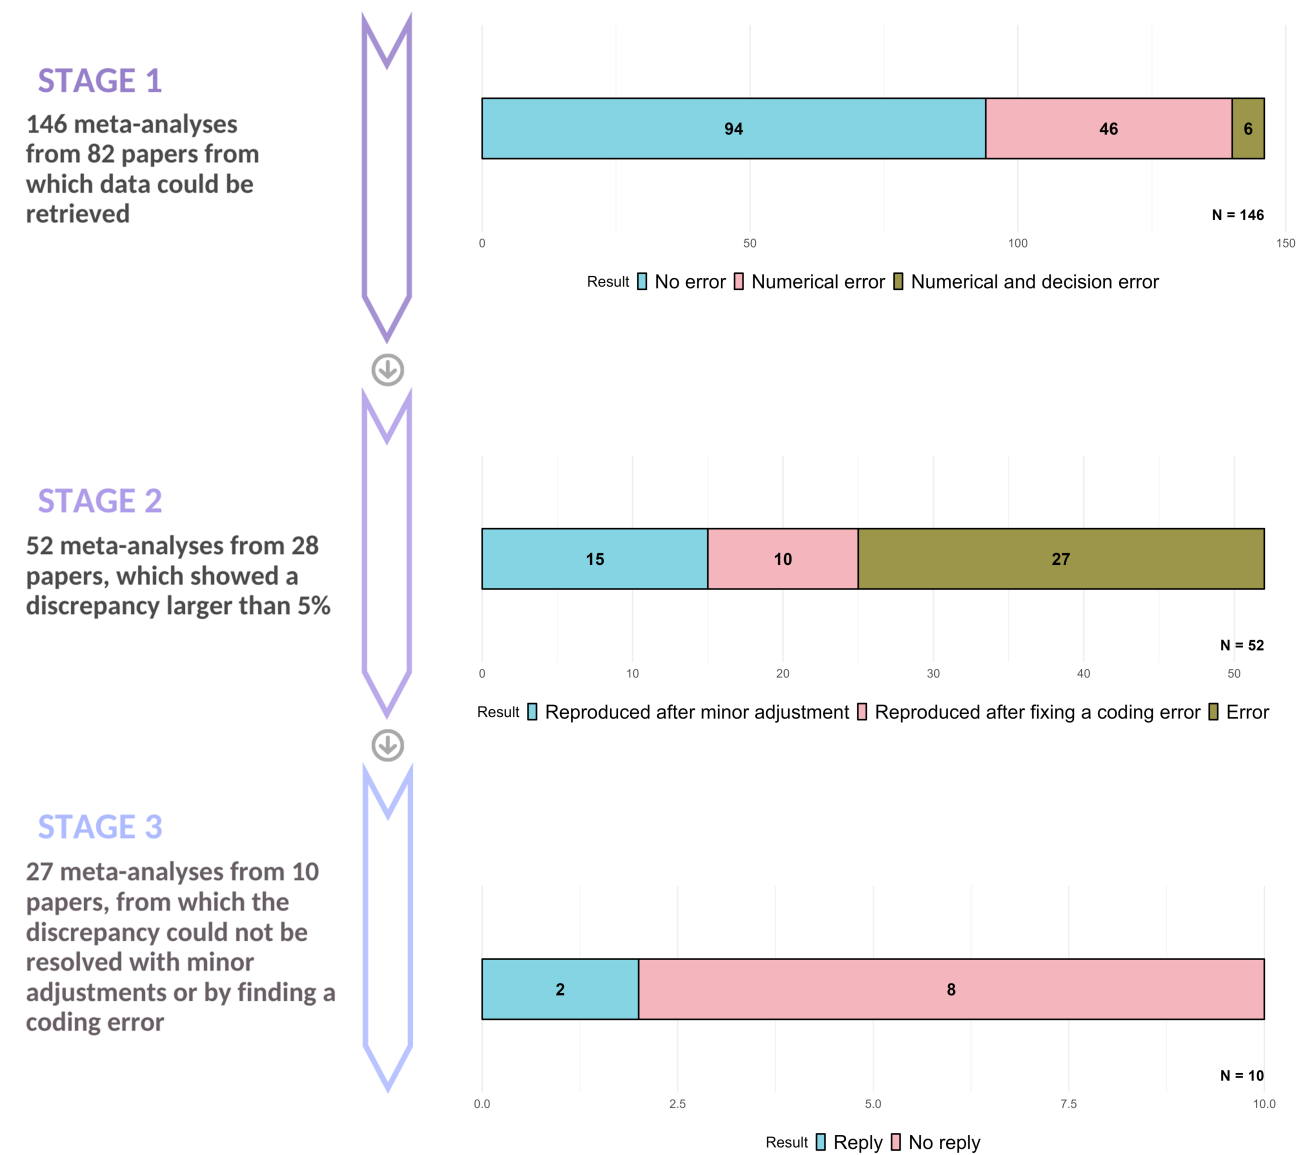 STAGE 1
146 meta-analyses
from 82 papers from
which data could be
retrieved
94 46 6
N = 146
0 50 100 150
Result No error Numerical error Numerical and decision error
STAGE 2
52 meta-analyses from 28
papers, which showed a
discrepancy larger than 5%
15 10 27
N = 52
0 10 20 30 40 50
Result Reproduced after minor adjustment Reproduced after fixing a coding error Error
STAGE 3
27 meta-analyses from 10
papers, from which the
discrepancy could not be
resolved with minor
adjustments or by finding a
coding error
2 8
N = 10
0.0 2.5 5.0 7.5 10.0
Result Reply No reply